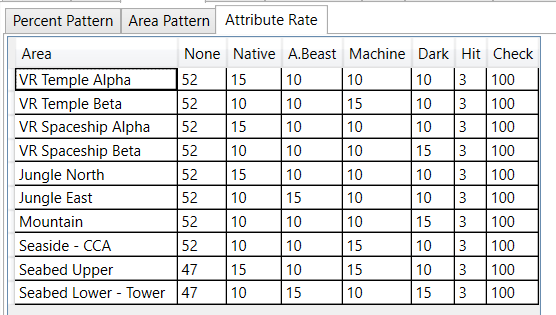 Percent Pattern Area Pattern Attribute Rate
Area None Native A.Beast Machine Dark Hit Check
VR Temple Alpha 52 15 10 10 10 3 100
VR Temple Beta 52 10 10 15 10 3 100
VR Spaceship Alpha 52 15 10 10 10 3 100
VR Spaceship Beta 52 10 10 10 15 3 100
Jungle North 52 15 10 10 10 3 100
Jungle East 52 10 15 10 10 3 100
Mountain 52 10 10 10 15 3 100
Seaside - CCA 52 10 10 15 10 3 100
Seabed Upper 47 15 10 15 10 3 100
Seabed Lower - Tower 47 10 15 10 15 3 100